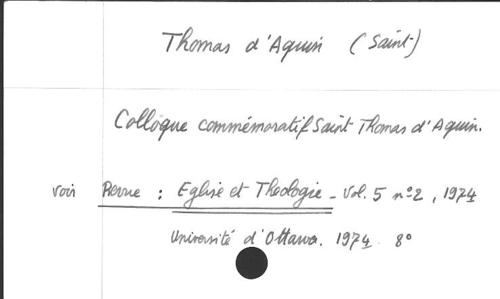 Thomas d'Aquin (Saint)
Colloque commémoratif Saint Thomas d'Aquin.
voir Revue : Eglise et Theologie - Vol. 5 n°2, 1974
Université d'Ottawa. 1974. 8°